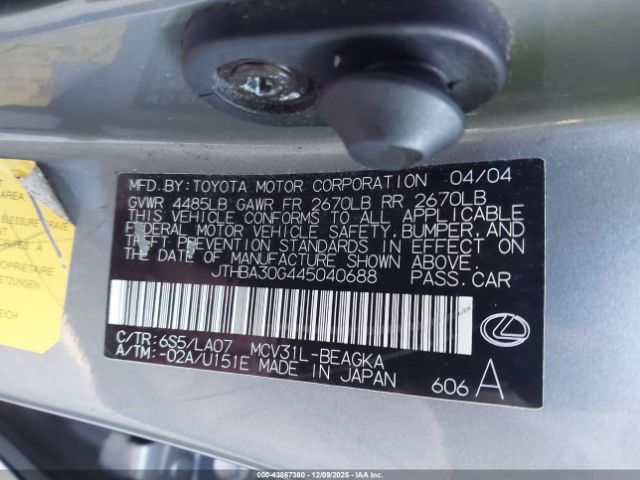 MFD. BY: TOYOTA MOTOR CORPORATION 04/04
GVWR 4485LB GAWR FR 2670LB RR 2670LB
THIS VEHICLE CONFORMS TO ALL APPLICABLE
FEDERAL MOTOR VEHICLE SAFETY, BUMPER, AND
THEFT PREVENTION STANDARDS IN EFFECT ON
THE DATE OF MANUFACTURE SHOWN ABOVE.
JTHBA30G445040688 PASS. CAR
C/TR: 6S5/LA07 MCV31L-BEAGKA
A/TM: -02A/U151E MADE IN JAPAN
606 A
000-43867380 - 12/09/2025 - COPART.IAAI